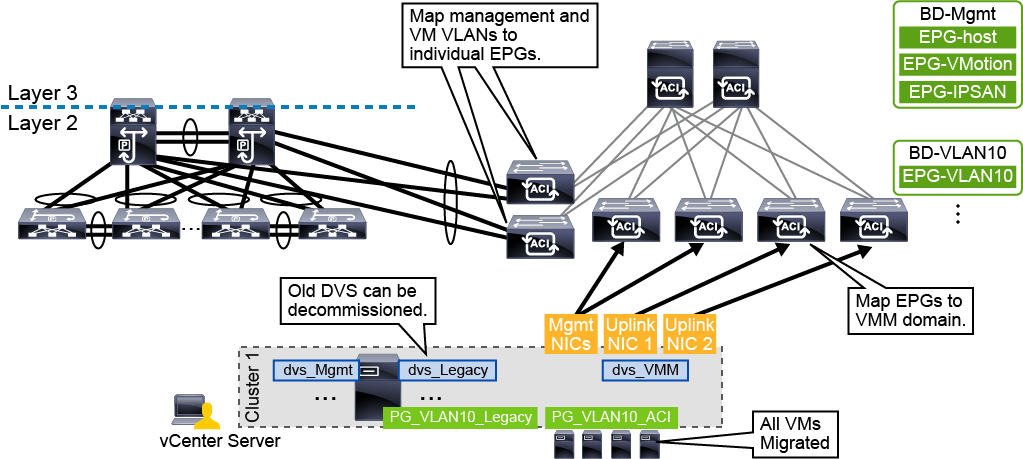 Map management and
VM VLANs to
individual EPGs.
BD-Mgmt
EPG-host
EPG-VMotion
EPG-IPSAN
Layer 3
Layer 2
ACI
ACI
P
P
BD-VLAN10
EPG-VLAN10
ACI
ACI
ACI
ACI
ACI
ACI
Old DVS can be
decommissioned.
Map EPGs to
VMM domain.
Mgmt
NICs
Uplink
NIC 1
Uplink
NIC 2
Cluster 1
dvs_Mgmt
dvs_Legacy
dvs_VMM
...
...
PG_VLAN10_Legacy
PG_VLAN10_ACI
All VMs
Migrated
vCenter Server